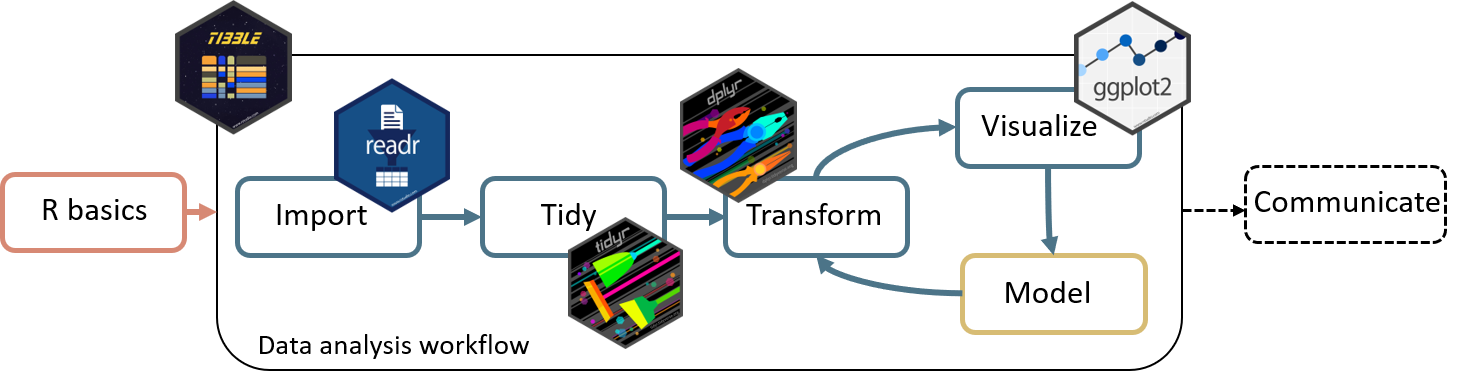 TIBBLE
ggplot2
dplyr
readr
Visualize
R basics
Import
Tidy
Transform
Communicate
tidyr
Model
Data analysis workflow